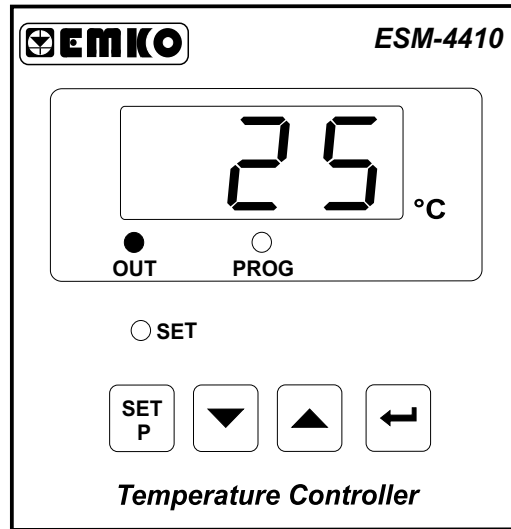 EMKO
ESM-4410
25
°C
OUT PROG
SET
SET
P
Temperature Controller